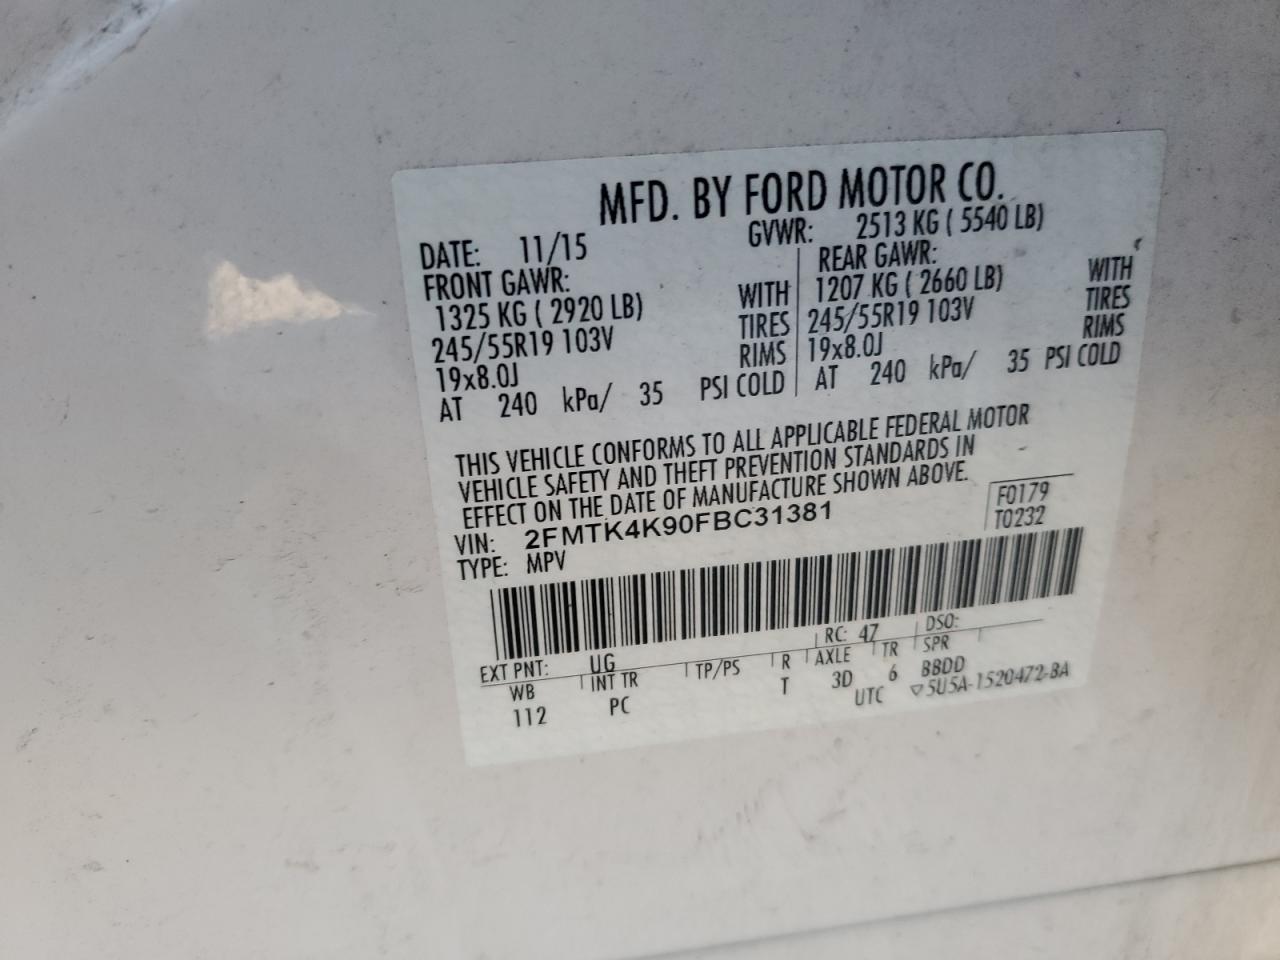 MFD. BY FORD MOTOR CO.
DATE: 11/15 GVWR: 2513 KG ( 5540 LB)
FRONT GAWR: REAR GAWR:
1325 KG ( 2920 LB) WITH 1207 KG ( 2660 LB) WITH
245/55R19 103V TIRES 245/55R19 103V TIRES
19x8.0J RIMS 19x8.0J RIMS
AT 240 kPa/ 35 PSI COLD AT 240 kPa/ 35 PSI COLD
THIS VEHICLE CONFORMS TO ALL APPLICABLE FEDERAL MOTOR
VEHICLE SAFETY AND THEFT PREVENTION STANDARDS IN
EFFECT ON THE DATE OF MANUFACTURE SHOWN ABOVE.
VIN: 2FMTK4K90FBC31381 F0179
TYPE: MPV T0232
EXT PNT: UG RC: 47 DSO:
WB INT TR TP/PS R AXLE TR SPR
112 PC T 3D 6 BBDD
UTC ▽5U5A-1520472-BA